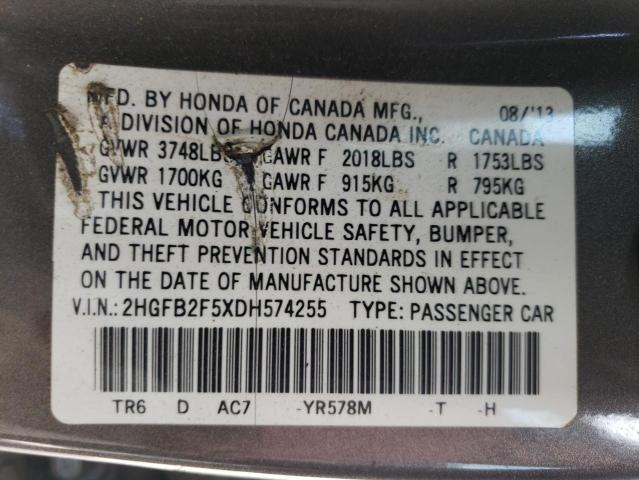 MFD. BY HONDA OF CANADA MFG., 08/'13
A DIVISION OF HONDA CANADA INC. CANADA
GVWR 3748LBS GAWR F 2018LBS R 1753LBS
GVWR 1700KG GAWR F 915KG R 795KG
THIS VEHICLE CONFORMS TO ALL APPLICABLE
FEDERAL MOTOR VEHICLE SAFETY, BUMPER,
AND THEFT PREVENTION STANDARDS IN EFFECT
ON THE DATE OF MANUFACTURE SHOWN ABOVE.
V.I.N.: 2HGFB2F5XDH574255 TYPE: PASSENGER CAR
TR6 D AC7 -YR578M -T -H